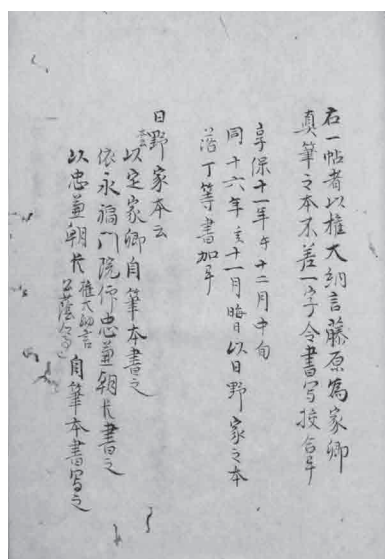 右一帖者以権大納言藤原為家卿
真筆之本不差一字令書写挍合畢
享保十一年午十二月中旬
同十六年亥十一月晦日以日野家之本
落丁等書加畢
日野家本云
以定家卿自筆本書之
依永福門院仰忠兼朝臣書之
以忠兼朝臣権大納言公蔭自筆本書写之